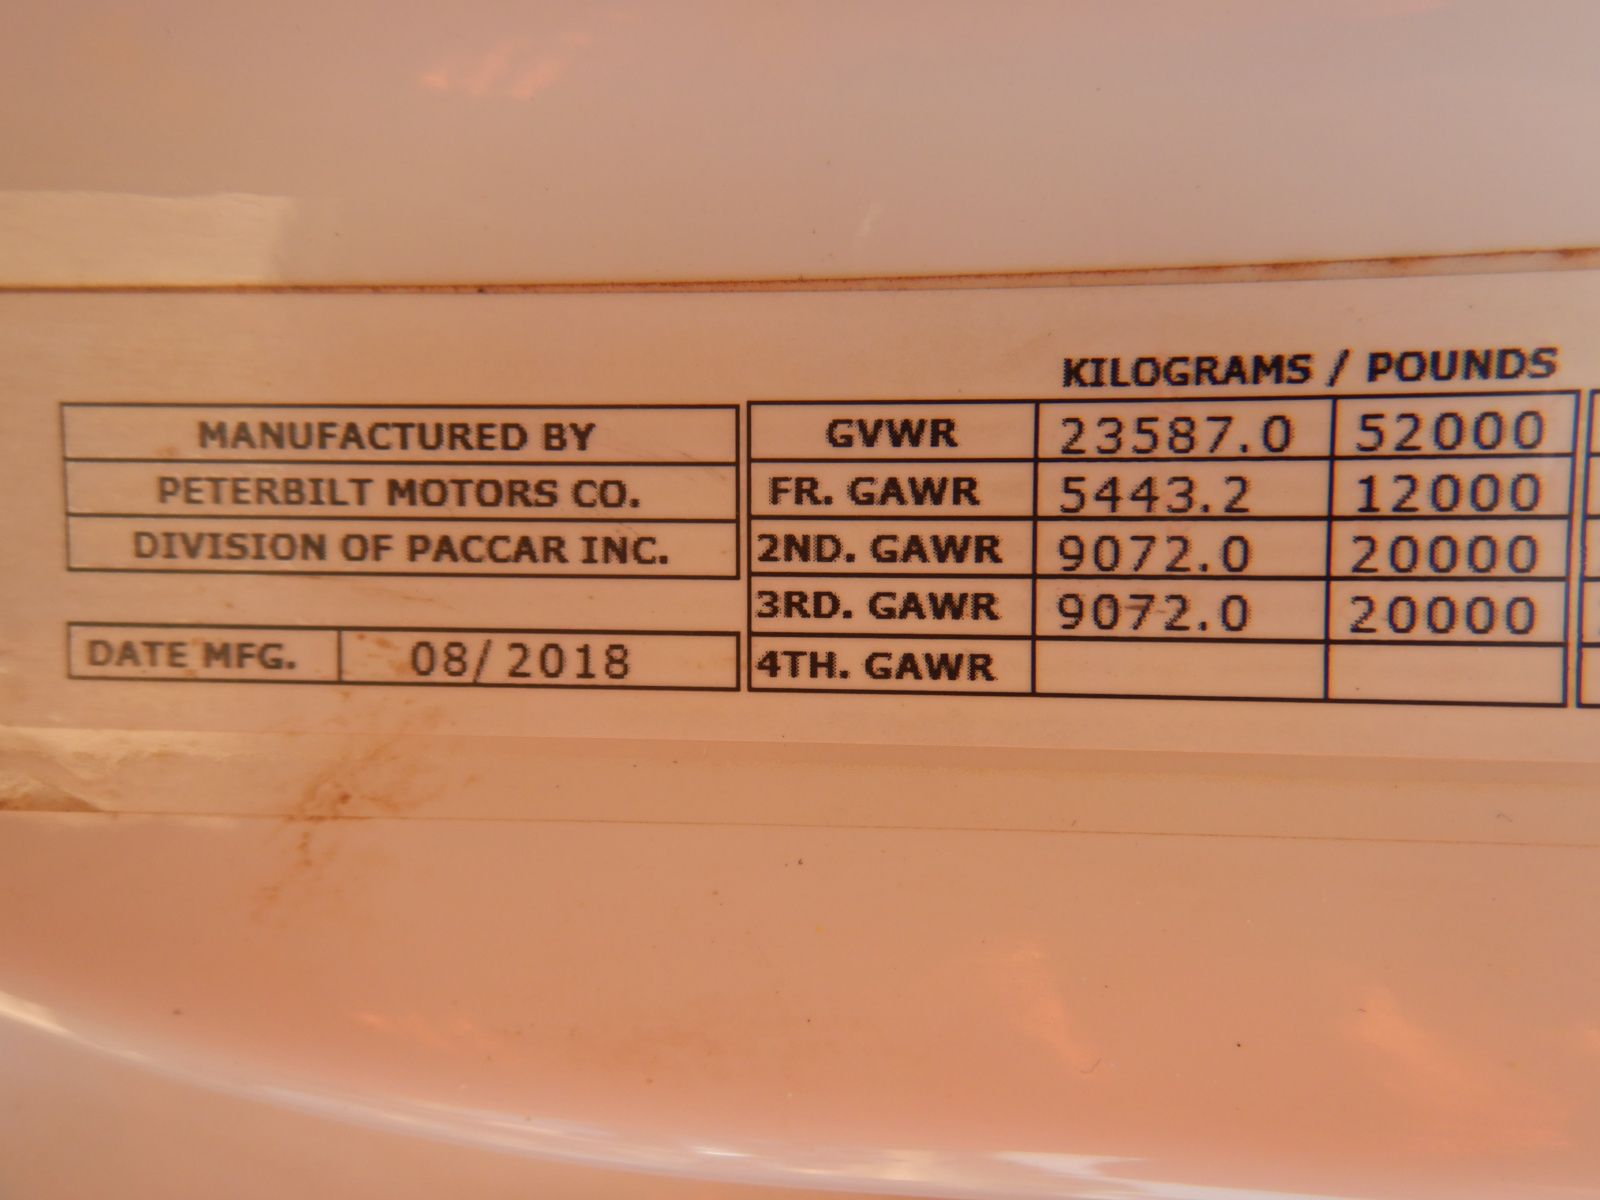 KILOGRAMS / POUNDS
MANUFACTURED BY
PETERBILT MOTORS CO.
DIVISION OF PACCAR INC.
DATE MFG. 08/2018
GVWR 23587.0 52000
FR. GAWR 5443.2 12000
2ND. GAWR 9072.0 20000
3RD. GAWR 9072.0 20000
4TH. GAWR